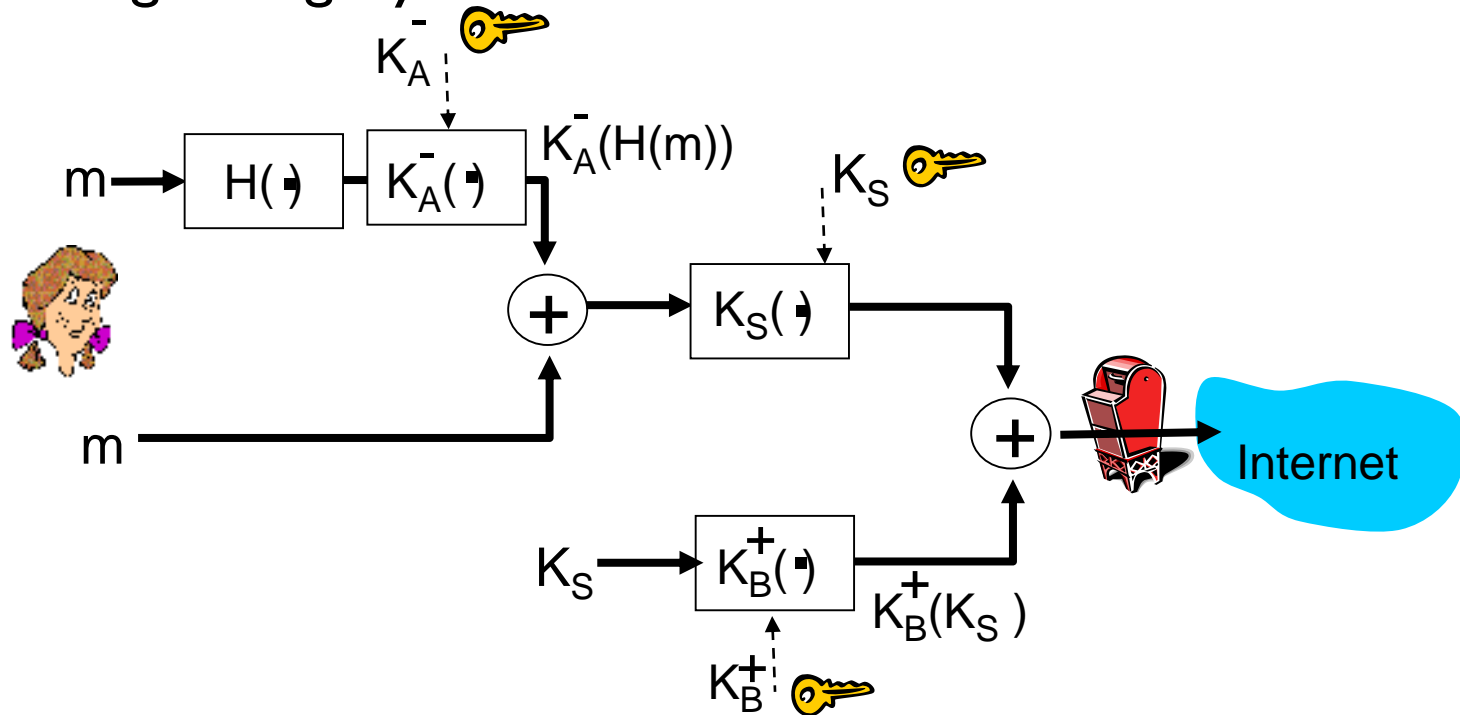 K_A^-
m
H(·)
K_A^-(·)
K_A^-(H(m))
K_S
+
K_S(·)
m
+
Internet
K_S
K_B^+(·)
K_B^+(K_S )
K_B^+